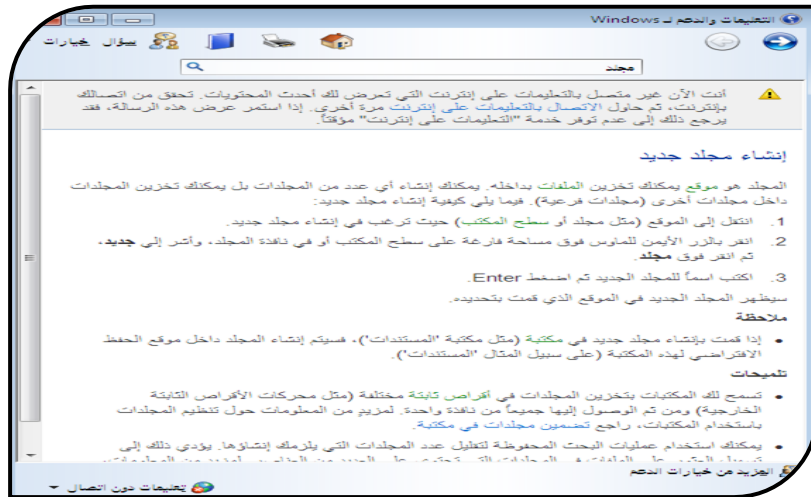 التعليمات والدعم لـ Windows
سؤال خيارات
مجلد
أنت الآن غير متصل بالتعليمات على إنترنت التي تعرض لك أحدث المحتويات. تحقق من اتصالك
بإنترنت، ثم حاول الاتصال بالتعليمات على إنترنت مرة أخرى. إذا استمر عرض هذه الرسالة، فقد
يرجع ذلك إلى عدم توفر خدمة "التعليمات على إنترنت" مؤقتاً.
إنشاء مجلد جديد
المجلد هو موقع يمكنك تخزين الملفات بداخله. يمكنك إنشاء أي عدد من المجلدات بل يمكنك تخزين المجلدات
داخل مجلدات أخرى (مجلدات فرعية). فيما يلي كيفية إنشاء مجلد جديد:
1. انتقل إلى الموقع (مثل مجلد أو سطح المكتب) حيث ترغب في إنشاء مجلد جديد.
2. انقر بالزر الأيمن للماوس فوق مساحة فارغة على سطح المكتب أو في نافذة المجلد، وأشر إلى جديد،
ثم انقر فوق مجلد.
3. اكتب اسماً للمجلد الجديد ثم اضغط Enter.
سيظهر المجلد الجديد في الموقع الذي قمت بتحديده.
ملاحظة
• إذا قمت بإنشاء مجلد جديد في مكتبة (مثل مكتبة "المستندات")، فسيتم إنشاء المجلد داخل موقع الحفظ
الافتراضي لهذه المكتبة (على سبيل المثال "المستندات").
تلميحات
• تسمح لك المكتبات بتخزين المجلدات في أقراص ثابتة مختلفة (مثل محركات الأقراص الثابتة
الخارجية) ومن ثم الوصول إليها جميعاً من نافذة واحدة. لمزيدٍ من المعلومات حول تنظيم المجلدات
باستخدام المكتبات، راجع تضمين مجلدات في مكتبة.
• يمكنك استخدام عمليات البحث المحفوظة لتقليل عدد المجلدات التي يلزمك إنشاؤها. يؤدي ذلك إلى
المزيد من خيارات الدعم
تعليمات دون اتصال